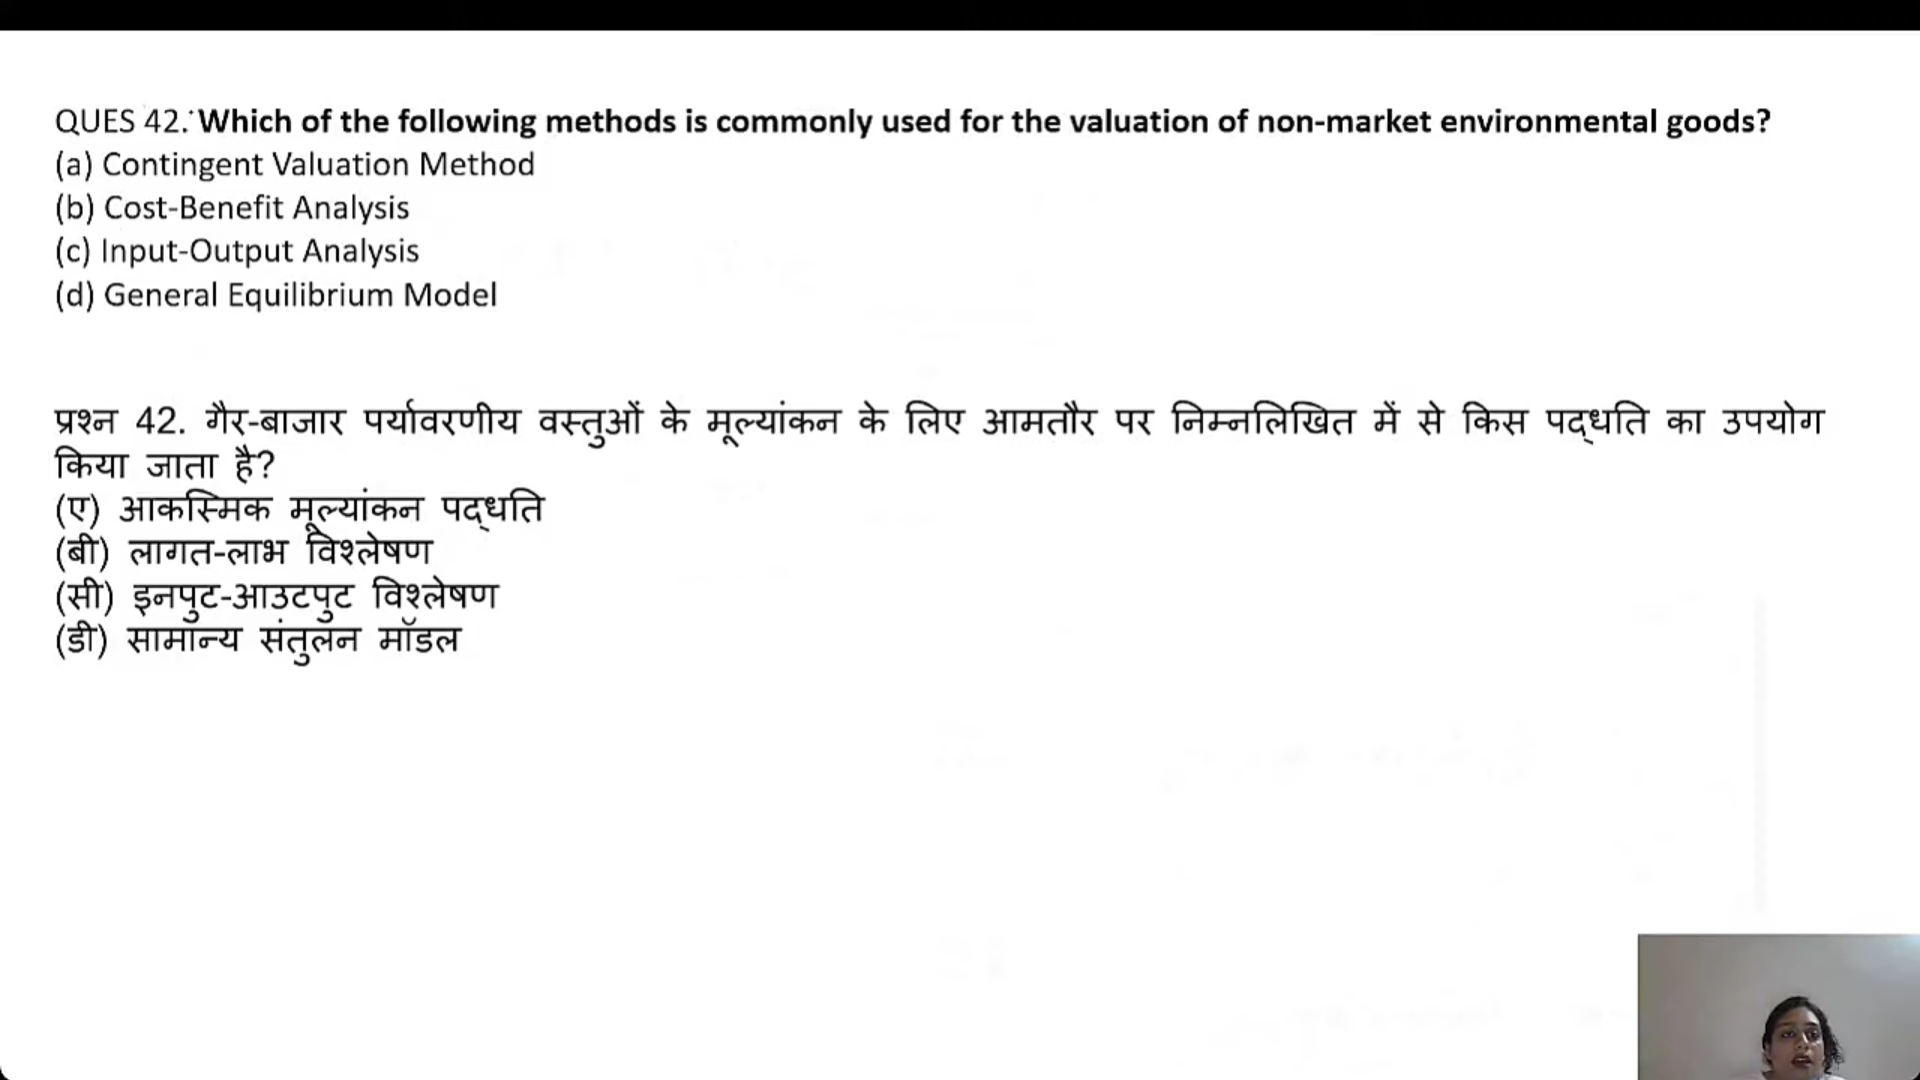 QUES 42. Which of the following methods is commonly used for the valuation of non-market environmental goods?
(a) Contingent Valuation Method
(b) Cost-Benefit Analysis
(c) Input-Output Analysis
(d) General Equilibrium Model
प्रश्न 42. गैर-बाजार पर्यावरणीय वस्तुओं के मूल्यांकन के लिए आमतौर पर निम्नलिखित में से किस पद्धति का उपयोग
किया जाता है?
(ए) आकस्मिक मूल्यांकन पद्धति
(बी) लागत-लाभ विश्लेषण
(सी) इनपुट-आउटपुट विश्लेषण
(डी) सामान्य संतुलन मॉडल